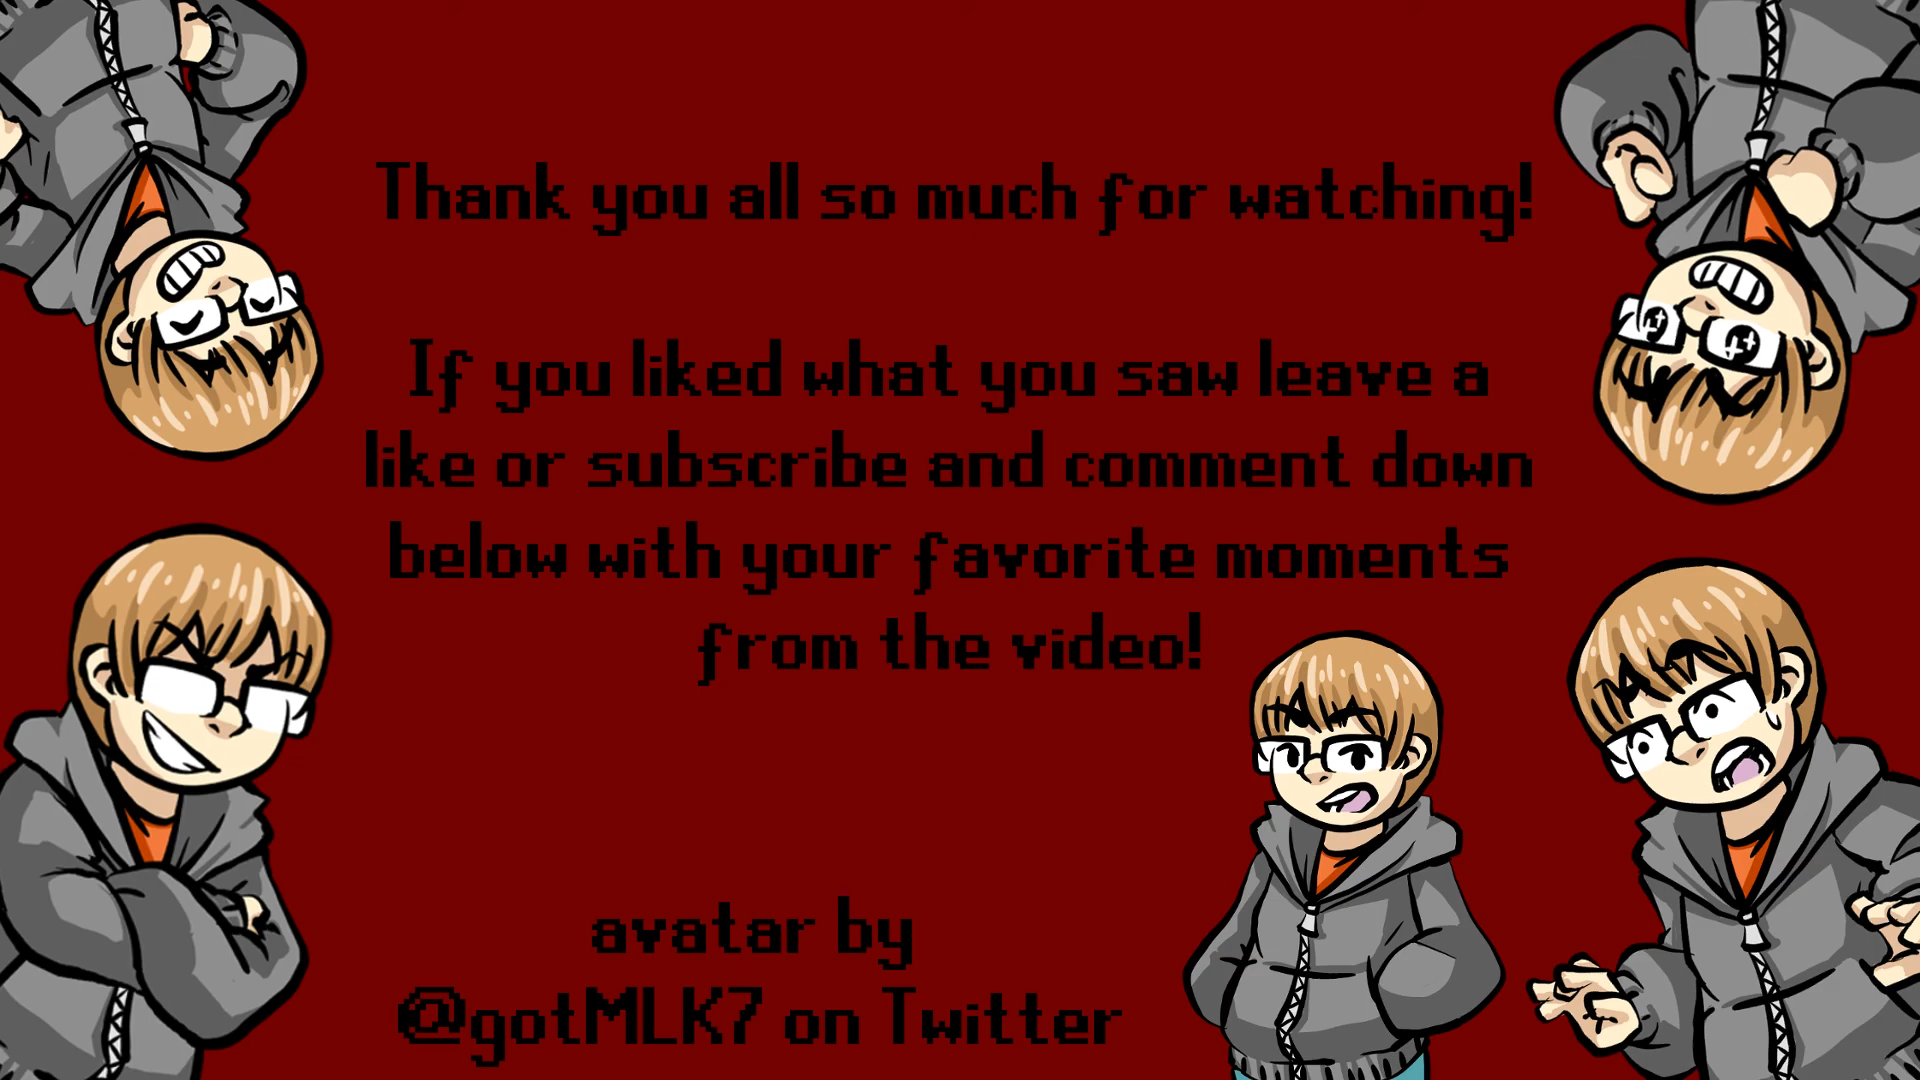 Thank you all so much for watching!
If you liked what you saw leave a
like or subscribe and comment down
below with your favorite moments
from the video!
avatar by
@gotMLK7 on Twitter